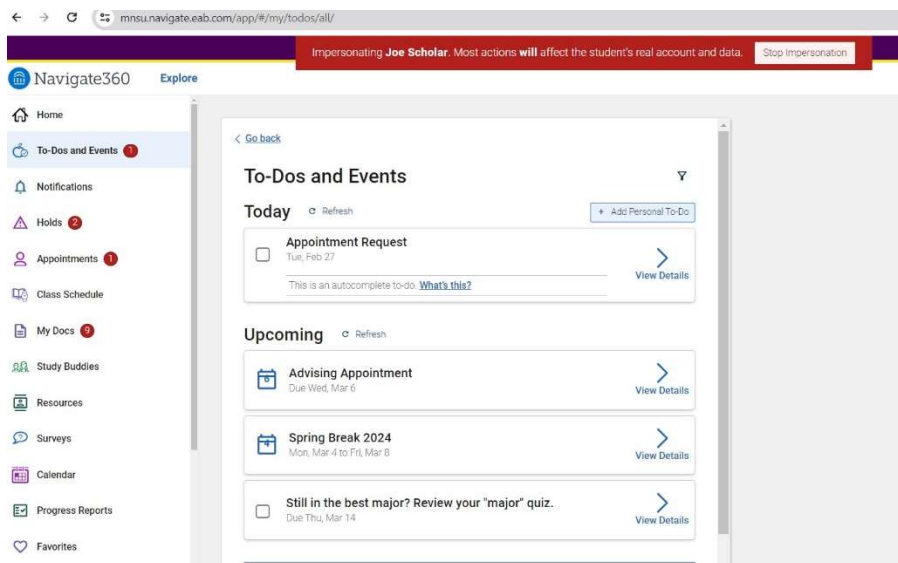 mnsu.navigate.eab.com/app/#/my/todos/all/
Impersonating Joe Scholar. Most actions will affect the student's real account and data. Stop Impersonation
Navigate360 Explore
Home
To-Dos and Events 1
Notifications
Holds 2
Appointments 1
Class Schedule
My Docs 9
Study Buddies
Resources
Surveys
Calendar
Progress Reports
Favorites
Go back
To-Dos and Events
Today Refresh + Add Personal To-Do
Appointment Request
Tue, Feb 27
View Details
This is an autocomplete to-do. What's this?
Upcoming Refresh
6
Advising Appointment
Due Wed, Mar 6
View Details
4
Spring Break 2024
Mon, Mar 4 to Fri, Mar 8
View Details
Still in the best major? Review your "major" quiz.
Due Thu, Mar 14
View Details